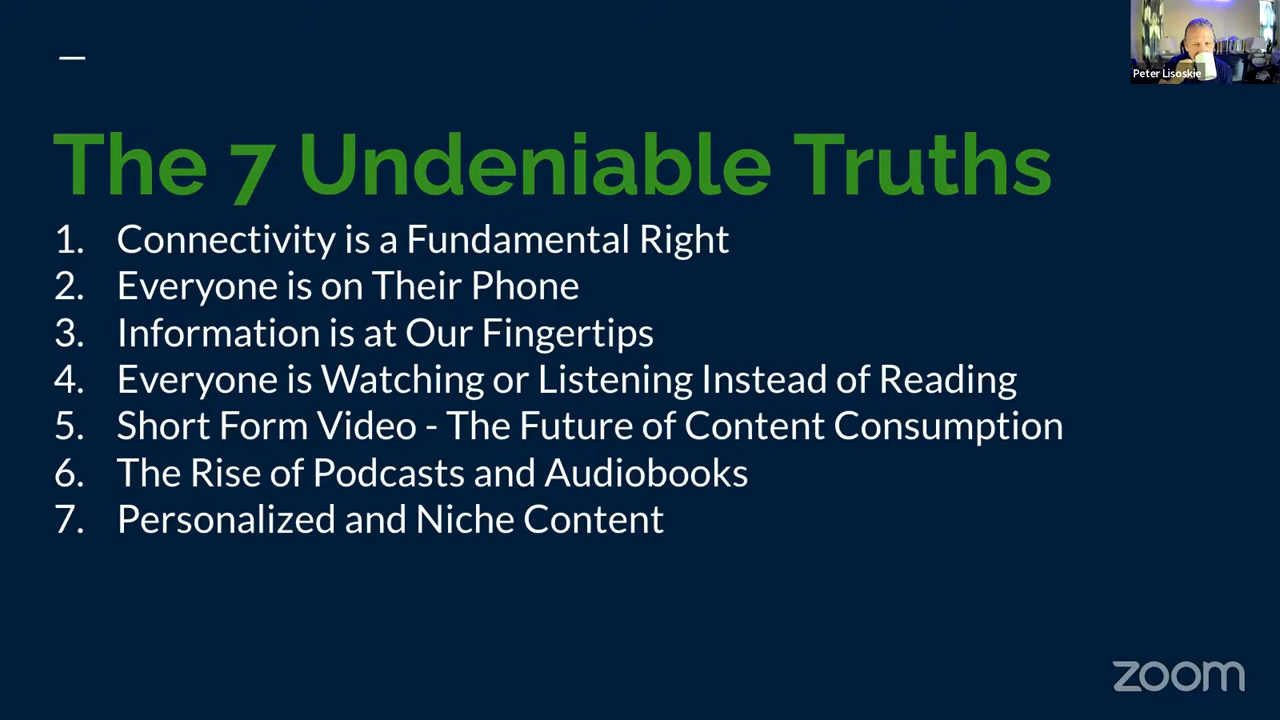 Peter Lisoskie
The 7 Undeniable Truths
1. Connectivity is a Fundamental Right
2. Everyone is on Their Phone
3. Information is at Our Fingertips
4. Everyone is Watching or Listening Instead of Reading
5. Short Form Video - The Future of Content Consumption
6. The Rise of Podcasts and Audiobooks
7. Personalized and Niche Content
zoom